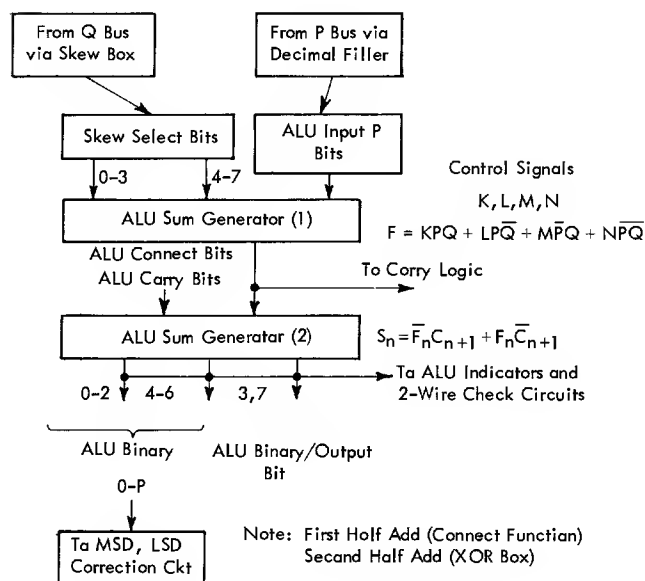 From Q Bus
via Skew Box
From P Bus via
Decimal Filler
Skew Select Bits
ALU Input P
Bits
0-3
4-7
Control Signals
K, L, M, N
F = KPQ + LPQ̅ + MP̅Q + NP̅Q̅
ALU Sum Generator (1)
ALU Connect Bits
ALU Carry Bits
To Corry Logic
ALU Sum Generatar (2)
Sₙ = F̅ₙCₙ₊₁ + FₙC̅ₙ₊₁
Ta ALU Indicators and
2-Wire Check Circuits
0-2
4-6
3,7
ALU Binary
ALU Binary/Output
Bit
0-P
Ta MSD, LSD
Correction Ckt
Note: First Half Add (Connect Function)
Second Half Add (XOR Box)